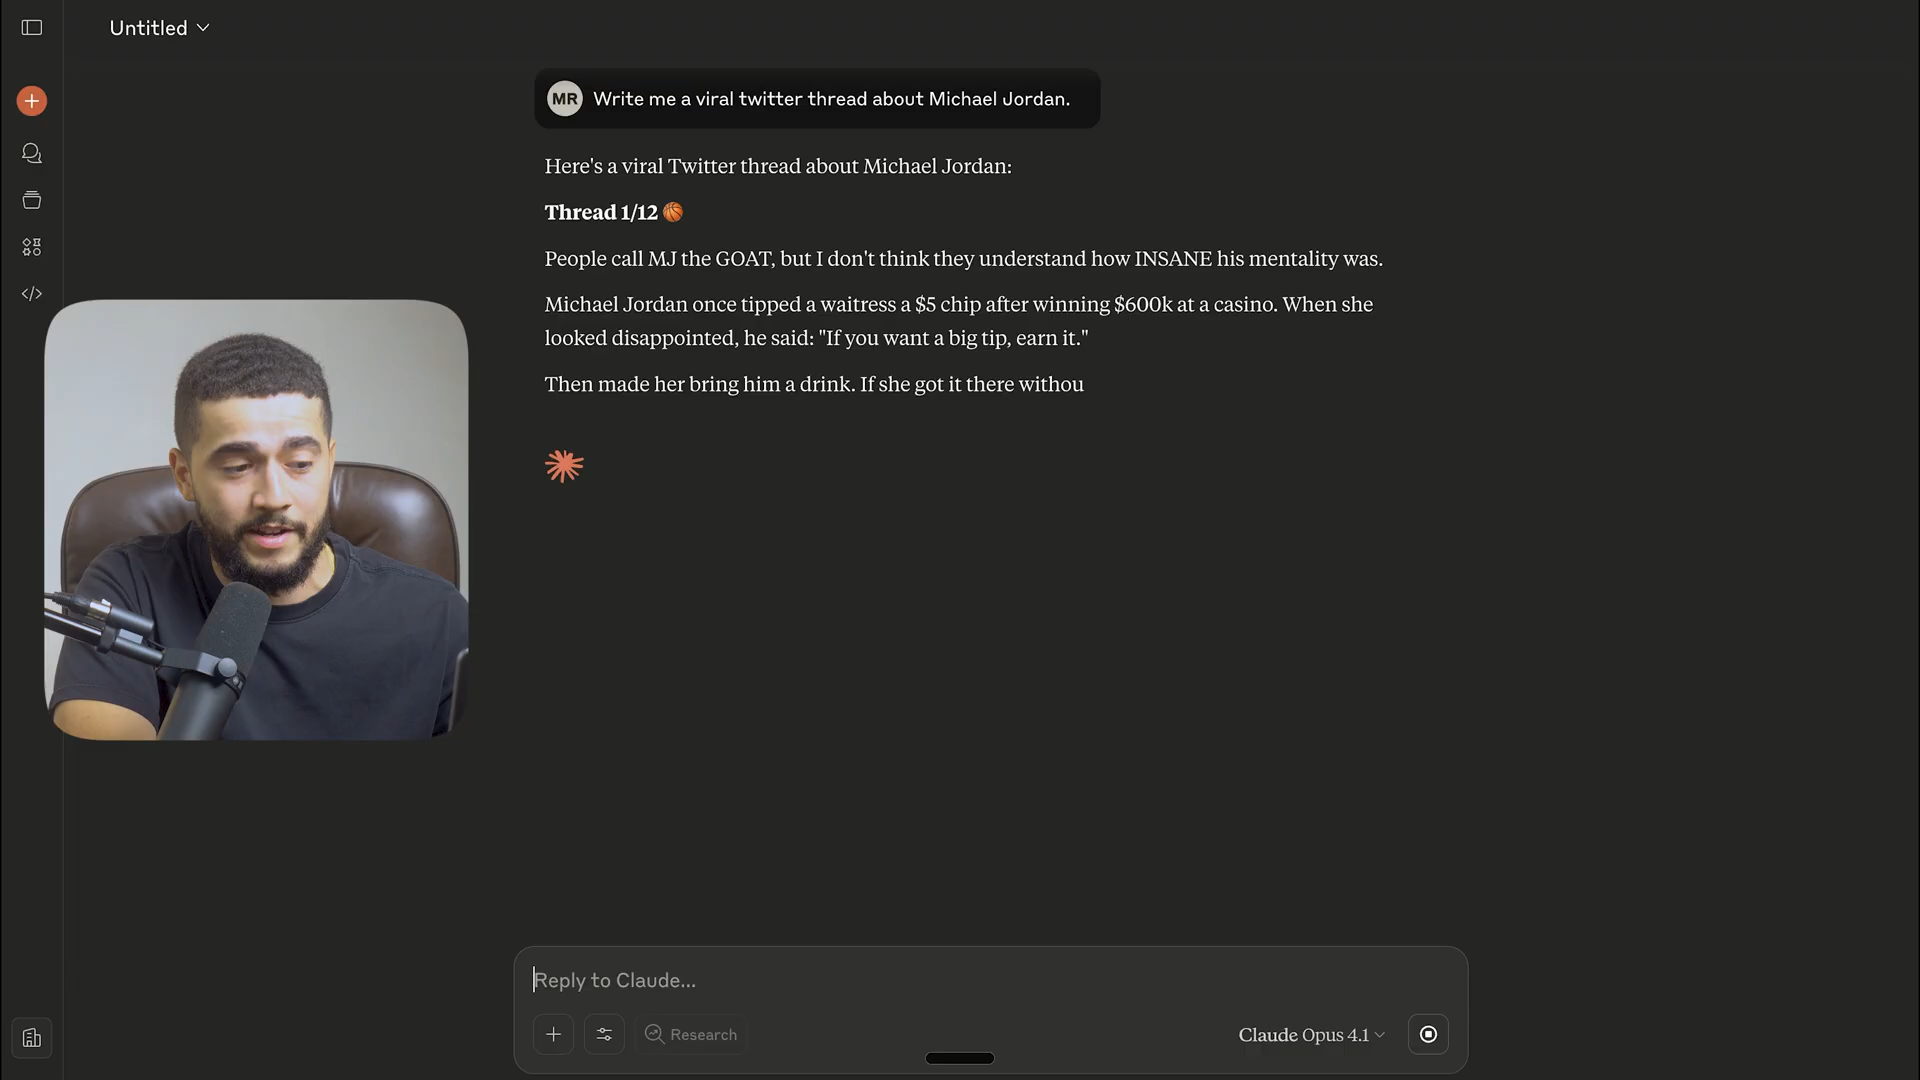 Untitled
MR Write me a viral twitter thread about Michael Jordan.
Here's a viral Twitter thread about Michael Jordan:
Thread 1/12 🏀
People call MJ the GOAT, but I don't think they understand how INSANE his mentality was.
Michael Jordan once tipped a waitress a $5 chip after winning $600k at a casino. When she
looked disappointed, he said: "If you want a big tip, earn it."
Then made her bring him a drink. If she got it there withou
Reply to Claude...
Research
Claude Opus 4.1